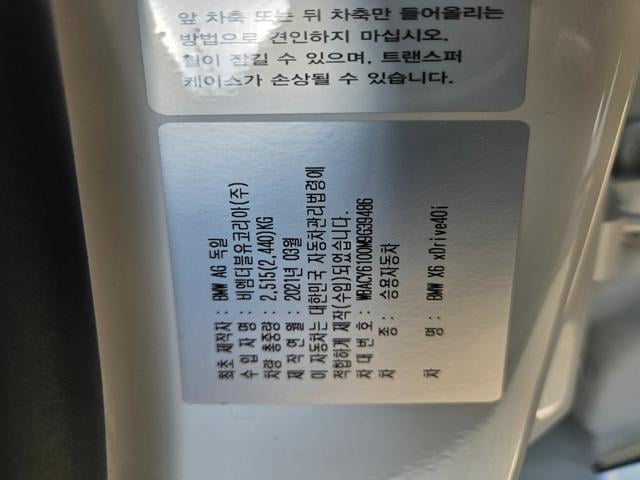 앞 차축 또는 뒤 차축만 들어올리는
방법으로 견인하지 마십시오.
휠이 잠길 수 있으며, 트랜스퍼
케이스가 손상될 수 있습니다.
최초 제작자 : BMW AG 독일
수 입 자 명 : 비엠더블유코리아(주)
차량 총중량 : 2,515(2,440)KG
제 작 연 월 : 2021년 03월
이 자동차는 대한민국 자동차관리법령에
적합하게 제작(수입)되었습니다.
차 대 번 호 : WBACY6100M9G39486
차 종 : 승용자동차
차 명 : BMW X6 xDrive40i